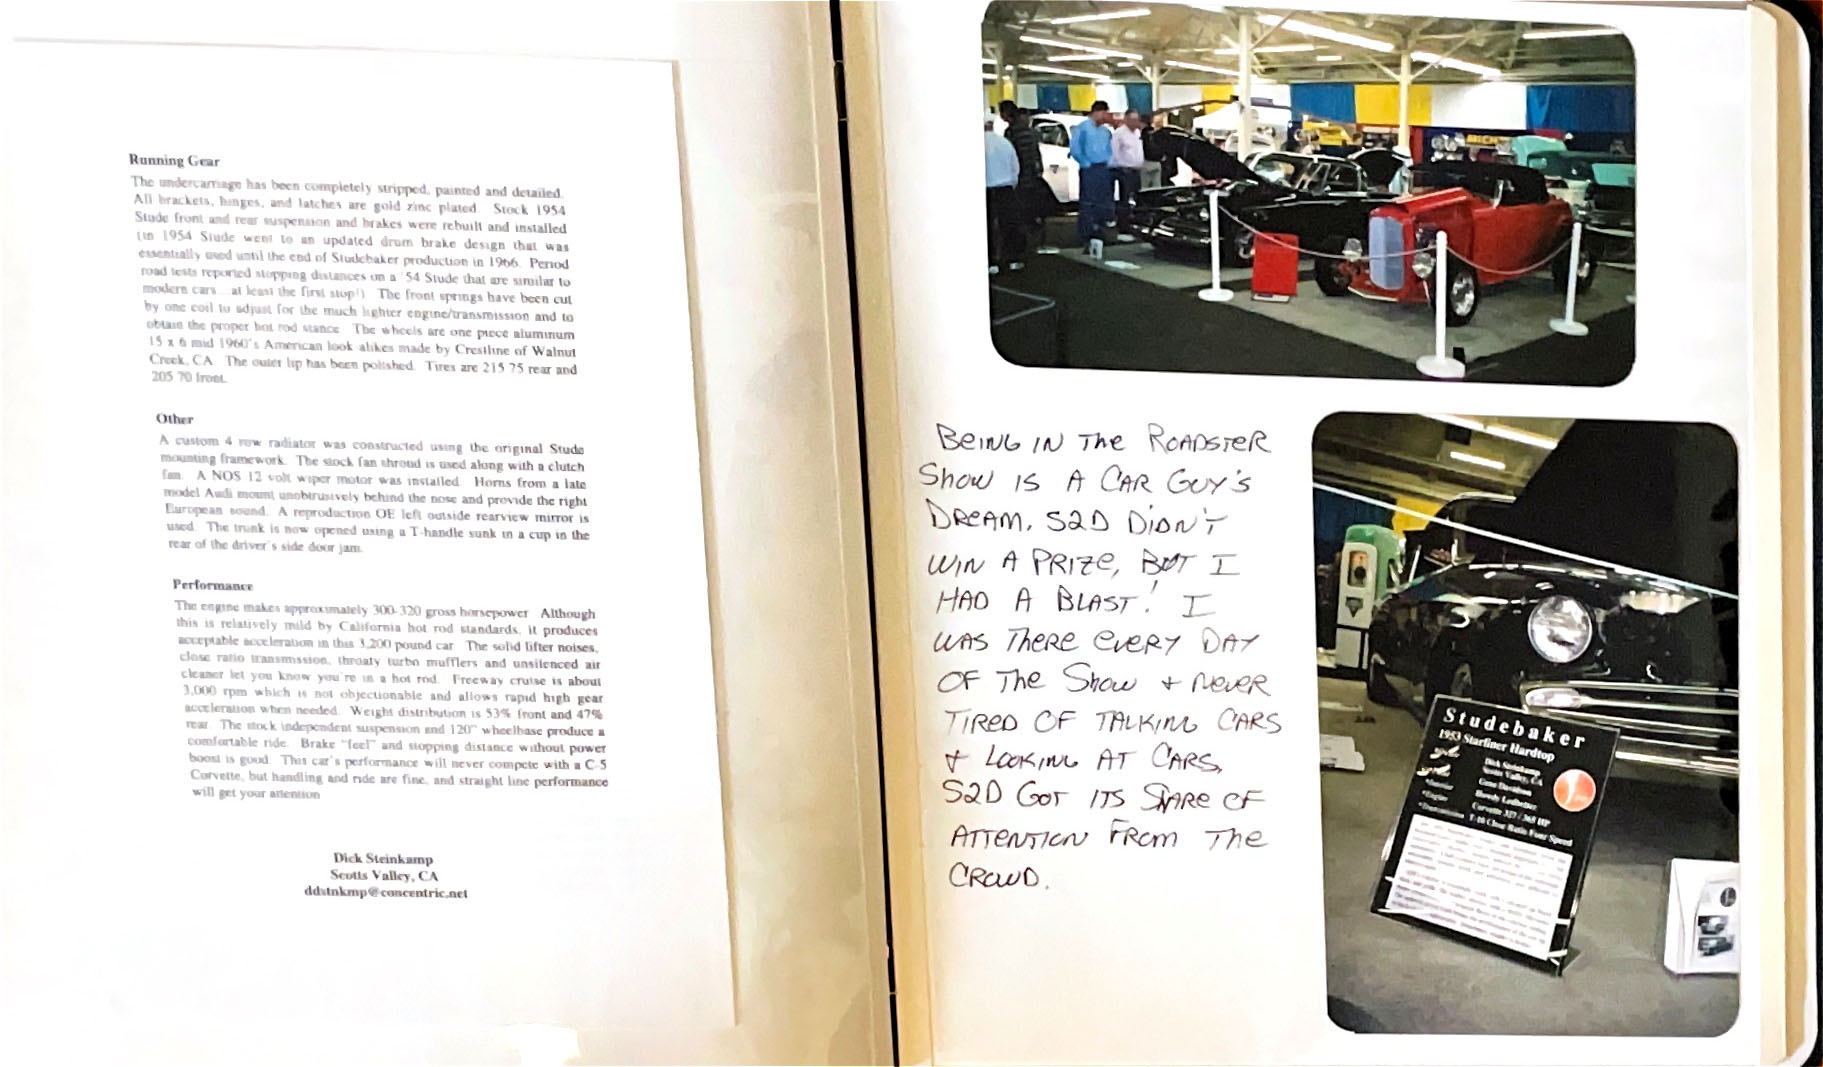 Running Gear
The undercarriage has been completely stripped, painted and detailed.
All brackets, hinges, and latches are gold zinc plated. Stock 1954
Stude front and rear suspension and brakes were rebuilt and installed
(in 1954 Stude went to an updated drum brake design that was
essentially used until the end of Studebaker production in 1966. Period
road tests reported stopping distances on a '54 Stude that are similar to
modern cars...at least the first stop!) The front springs have been cut
by one coil to adjust for the much lighter engine/transmission and to
obtain the proper hot rod stance. The wheels are one piece aluminum
15 x 6 mid 1960's American look alikes made by Crestline of Walnut
Creek, CA. The outer lip has been polished. Tires are 215 75 rear and
205 70 front.
Other
A custom 4 row radiator was constructed using the original Stude
mounting framework. The stock fan shroud is used along with a clutch
fan. A NOS 12 volt wiper motor was installed. Horns from a late
model Audi mount unobtrusively behind the nose and provide the right
European sound. A reproduction OE left outside rearview mirror is
used. The trunk is now opened using a T-handle sunk in a cup in the
rear of the driver's side door jam.
Performance
The engine makes approximately 300-320 gross horsepower. Although
this is relatively mild by California hot rod standards, it produces
acceptable acceleration in this 3,200 pound car. The solid lifter noises,
close ratio transmission, throaty turbo mufflers and unsilenced air
cleaner let you know you're in a hot rod. Freeway cruise is about
3,000 rpm which is not objectionable and allows rapid high gear
acceleration when needed. Weight distribution is 53% front and 47%
rear. The stock independent suspension and 120" wheelbase produce a
comfortable ride. Brake "feel" and stopping distance without power
boost is good. This car's performance will never compete with a C-5
Corvette, but handling and ride are fine, and straight line performance
will get your attention
Dick Steinkamp
Scotts Valley, CA
ddstnkmp@concentric.net
BEING IN THE ROADSTER
SHOW IS A CAR GUY'S
DREAM. S2D DIDN'T
WIN A PRIZE, BUT I
HAD A BLAST! I
WAS THERE EVERY DAY
OF THE SHOW + NEVER
TIRED OF TALKING CARS
+ LOOKING AT CARS.
S2D GOT ITS SHARE OF
ATTENTION FROM THE
CROWD.
Studebaker
1953 Starliner Hardtop
Dick Steinkamp
Scotts Valley, CA
Gene Davidson
Howdy Ledbetter
*Engine Corvette 327 / 365 HP
*Transmission T-10 Close Ratio Four Speed